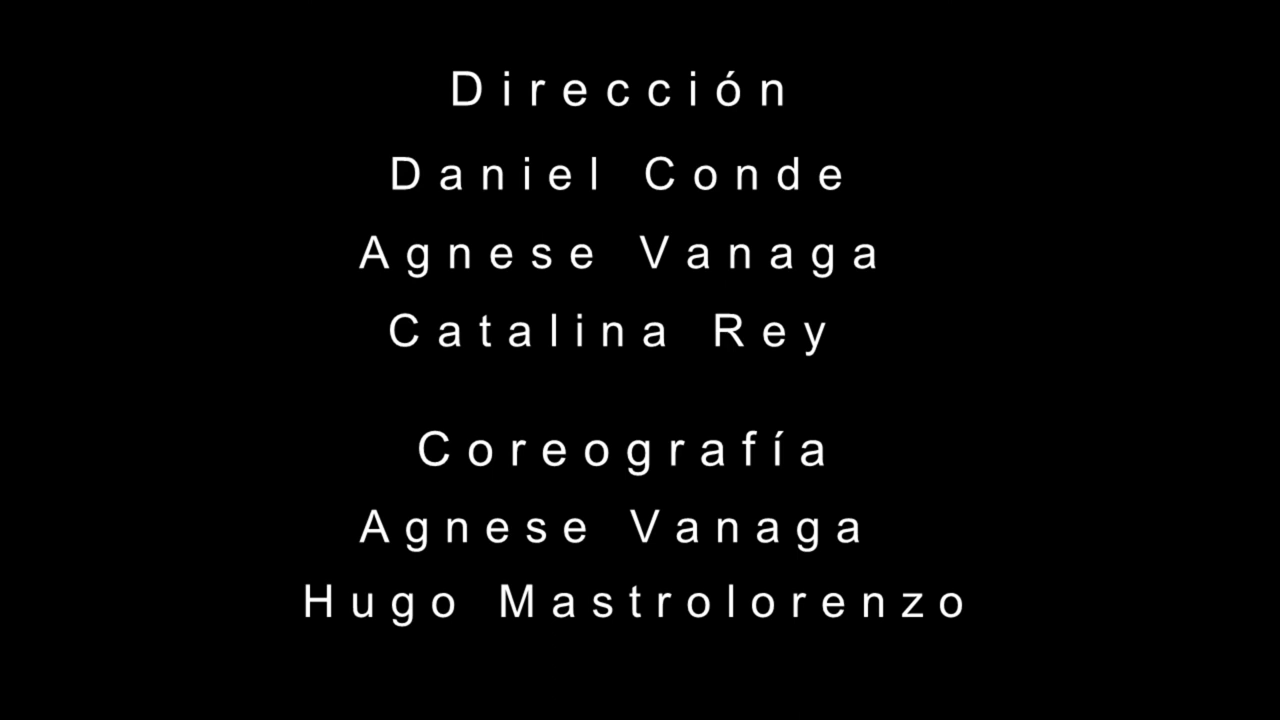 Dirección
Daniel Conde
Agnese Vanaga
Catalina Rey
Coreografía
Agnese Vanaga
Hugo Mastrolorenzo